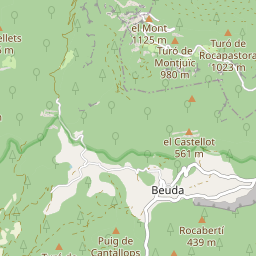 el Mont
1125 m
Turó de
Montjuïc
980 m
Turó de
Rocapastora
1023 m
ellets
m
el Castellot
561 m
Beuda
Rocabertí
439 m
Puig de
Cantallops